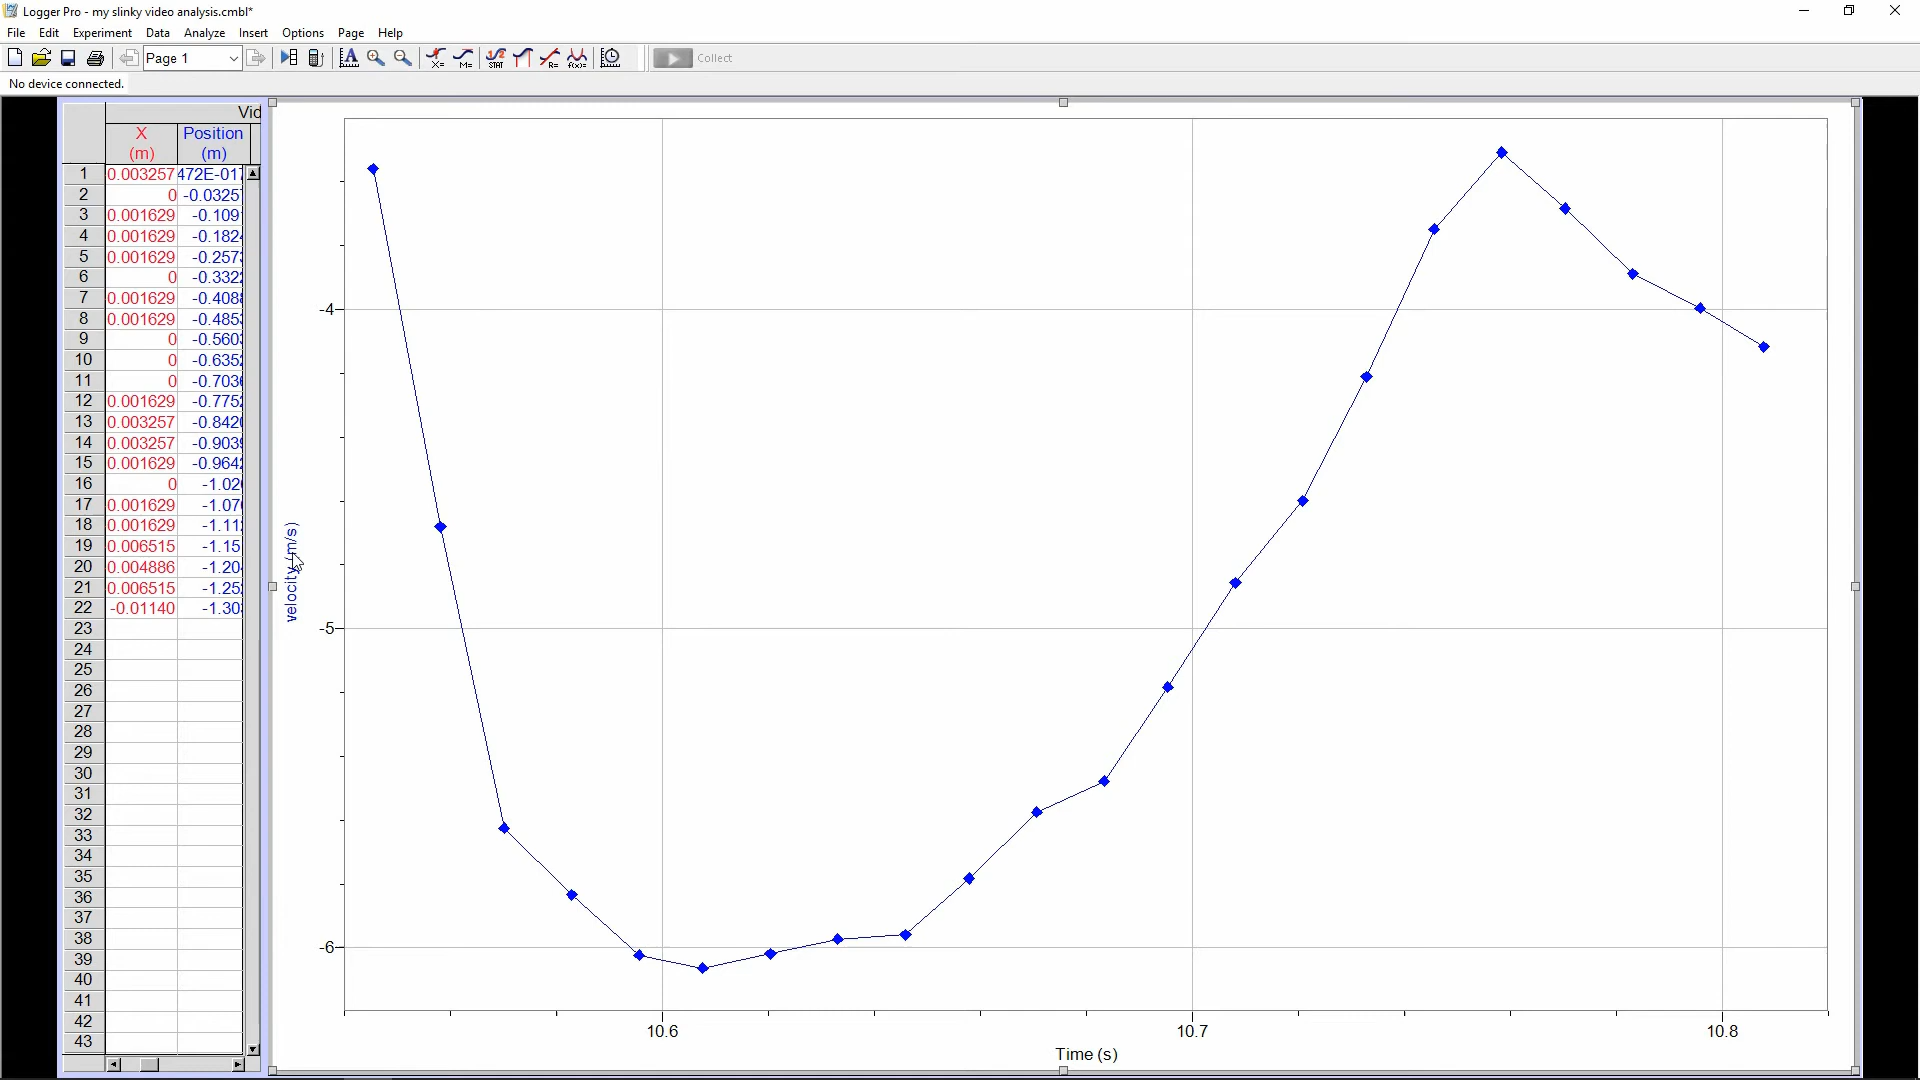 Logger Pro - my slinky video analysis.cmbl*
File Edit Experiment Data Analyze Insert Options Page Help
Page 1
Collect
No device connected.
Vid
X Position
(m) (m)
1 0.003257 472E-017
2 0 -0.0325
3 0.001629 -0.109
4 0.001629 -0.182
5 0.001629 -0.257
6 0 -0.332
7 0.001629 -0.408
8 0.001629 -0.485
9 0 -0.560
10 0 -0.635
11 0 -0.703
12 0.001629 -0.775
13 0.003257 -0.842
14 0.003257 -0.903
15 0.001629 -0.964
16 0 -1.02
17 0.001629 -1.07
18 0.001629 -1.11
19 0.006515 -1.15
20 0.004886 -1.20
21 0.006515 -1.25
22 -0.01140 -1.30
23
24
25
26
27
28
29
30
31
32
33
34
35
36
37
38
39
40
41
42
43
velocity (m/s)
-4
-5
-6
10.6 10.7 10.8
Time (s)